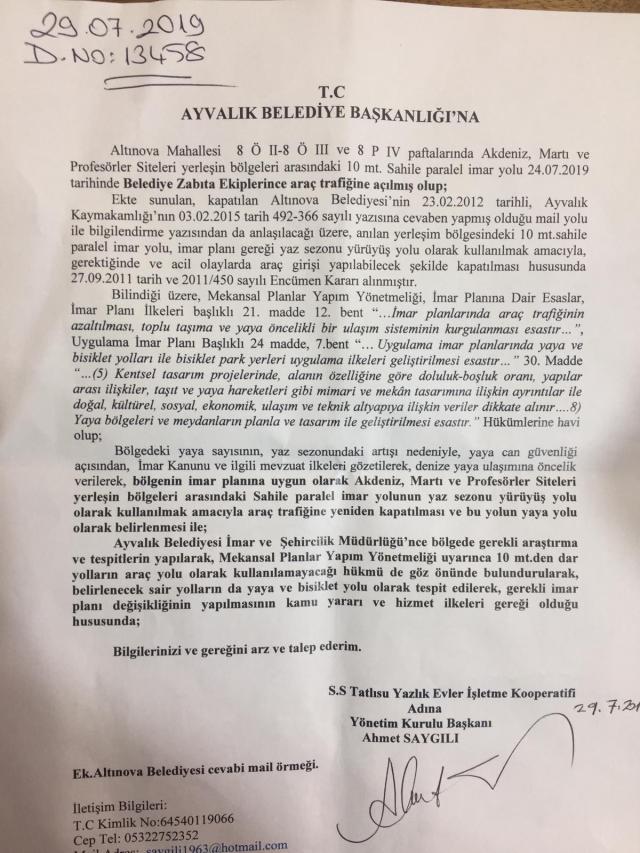 29.07.2019
D.NO:13458
T.C
AYVALIK BELEDİYE BAŞKANLIĞI'NA
Altınova Mahallesi 8 Ö II-8 Ö III ve 8 P IV paftalarında Akdeniz, Martı ve
Profesörler Siteleri yerleşin bölgeleri arasındaki 10 mt. Sahile paralel imar yolu 24.07.2019
tarihinde Belediye Zabıta Ekiplerince araç trafiğine açılmış olup;
Ekte sunulan, kapatılan Altınova Belediyesi'nin 23.02.2012 tarihli, Ayvalık
Kaymakamlığı'nın 03.02.2015 tarih 492-366 sayılı yazısına cevaben yapmış olduğu mail yolu
ile bilgilendirme yazısından da anlaşılacağı üzere, anılan yerleşim bölgesindeki 10 mt.sahile
paralel imar yolu, imar planı gereği yaz sezonu yürüyüş yolu olarak kullanılmak amacıyla,
gerektiğinde ve acil olaylarda araç girişi yapılabilecek şekilde kapatılması hususunda
27.09.2011 tarih ve 2011/450 sayılı Encümen Kararı alınmıştır.
Bilindiği üzere, Mekansal Planlar Yapım Yönetmeliği, İmar Planına Dair Esaslar,
İmar Planı İlkeleri başlıklı 21. madde 12. bent “…İmar planlarında araç trafiğinin
azaltılması, toplu taşıma ve yaya öncelikli bir ulaşım sisteminin kurgulanması esastır…”,
Uygulama İmar Planı Başlıklı 24 madde, 7.bent “… Uygulama imar planlarında yaya ve
bisiklet yolları ile bisiklet park yerleri uygulama ilkeleri geliştirilmesi esastır…” 30. Madde
“…(5) Kentsel tasarım projelerinde, alanın özelliğine göre doluluk-boşluk oranı, yapılar
arası ilişkiler, taşıt ve yaya hareketleri gibi mimari ve mekân tasarımına ilişkin ayrıntılar ile
doğal, kültürel, sosyal, ekonomik, ulaşım ve teknik altyapıya ilişkin veriler dikkate alınır....8)
Yaya bölgeleri ve meydanların planla ve tasarım ile geliştirilmesi esastır.” Hükümlerine havi
olup;
Bölgedeki yaya sayısının, yaz sezonundaki artışı nedeniyle, yaya can güvenliği
açısından, İmar Kanunu ve ilgili mevzuat ilkeleri gözetilerek, denize yaya ulaşımına öncelik
verilerek, bölgenin imar planına uygun olarak Akdeniz, Martı ve Profesörler Siteleri
yerleşin bölgeleri arasındaki Sahile paralel imar yolunun yaz sezonu yürüyüş yolu
olarak kullanılmak amacıyla araç trafiğine yeniden kapatılması ve bu yolun yaya yolu
olarak belirlenmesi ile;
Ayvalık Belediyesi İmar ve Şehircilik Müdürlüğü'nce bölgede gerekli araştırma
ve tespitlerin yapılarak, Mekansal Planlar Yapım Yönetmeliği uyarınca 10 mt.den dar
yolların araç yolu olarak kullanılamayacağı hükmü de göz önünde bulundurularak,
belirlenecek sair yolların da yaya ve bisiklet yolu olarak tespit edilerek, gerekli imar
planı değişikliğinin yapılmasının kamu yararı ve hizmet ilkeleri gereği olduğu
hususunda;
Bilgilerinizi ve gereğini arz ve talep ederim.
S.S Tatlısu Yazlık Evler İşletme Kooperatifi
Adına
29.7.201
Yönetim Kurulu Başkanı
Ahmet SAYGILI
Ek.Altınova Belediyesi cevabi mail örneği.
İletişim Bilgileri:
T.C Kimlik No:64540119066
Cep Tel: 05322752352
Mail Adres: saygili1963@hotmail.com